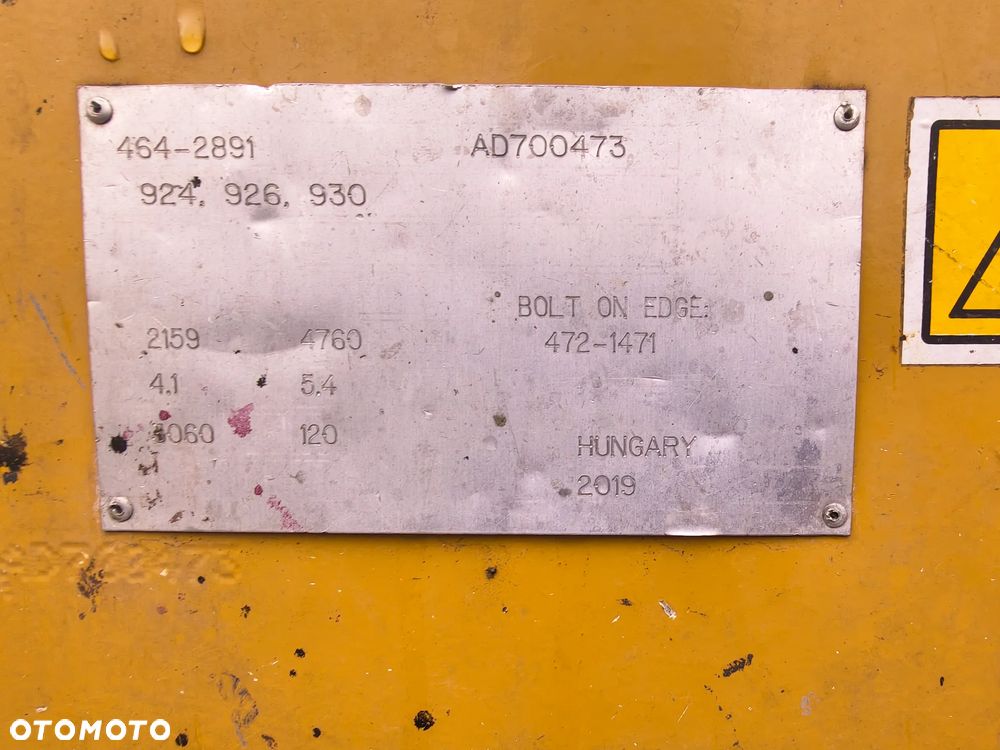 464-2891 AD700473
924, 926, 930
BOLT ON EDGE:
2159 4760 472-1471
4.1 5.4
120
HUNGARY
2019
OTOMOTO